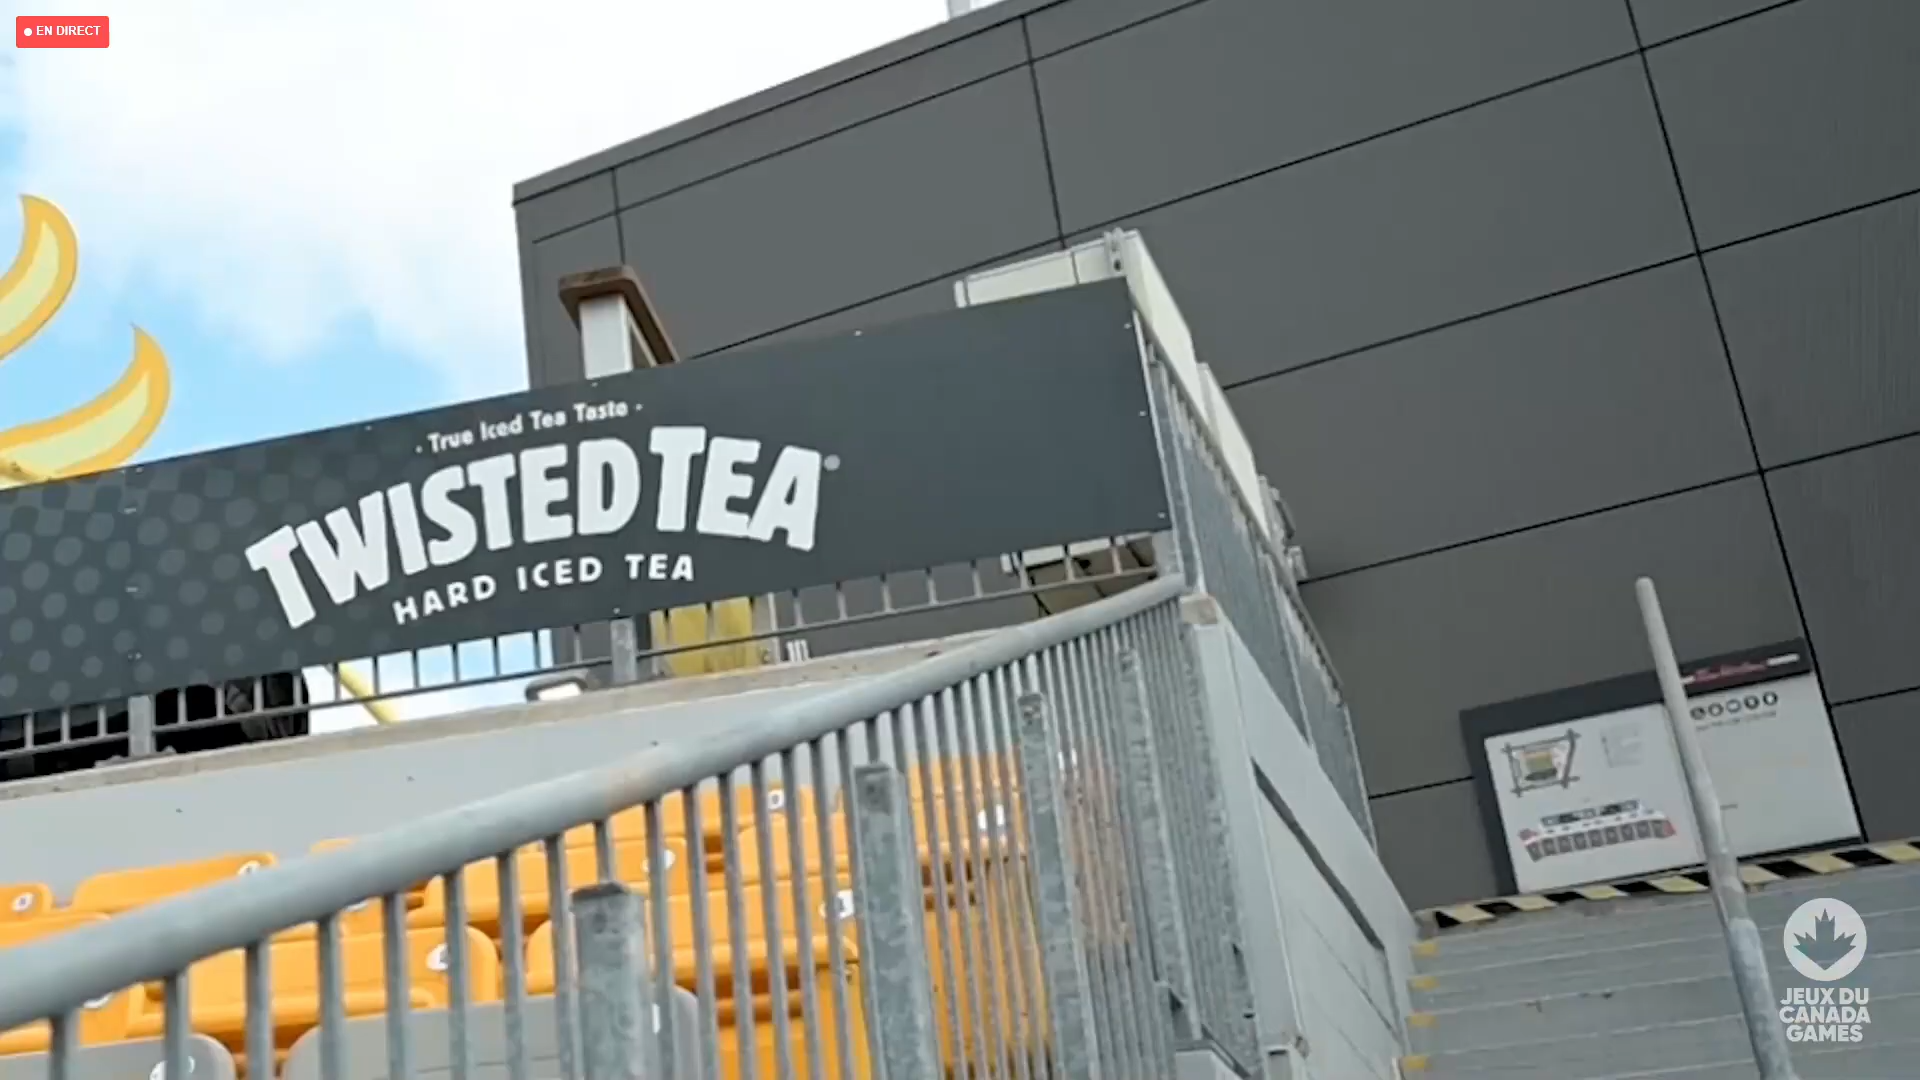 EN DIRECT
· True Iced Tea Taste ·
TWISTED TEA®
HARD ICED TEA
JEUX DU
CANADA
GAMES